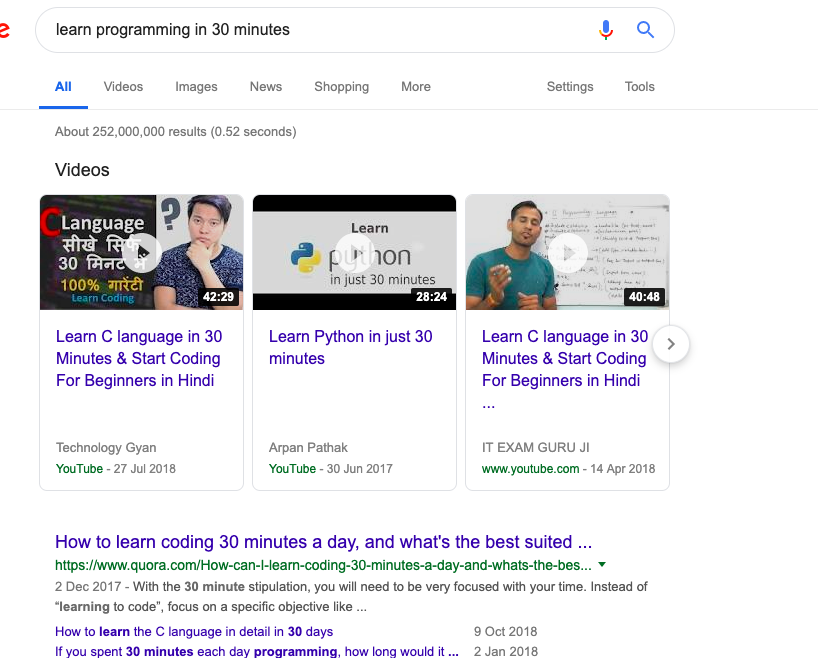 e
learn programming in 30 minutes
All Videos Images News Shopping More Settings Tools
About 252,000,000 results (0.52 seconds)
Videos
C Language
सीखे सिर्फ
30 मिनट में
100% गारेंटी
Learn Coding
?
42:29
Learn C language in 30
Minutes & Start Coding
For Beginners in Hindi
Technology Gyan
YouTube - 27 Jul 2018
Learn
python
in just 30 minutes
28:24
Learn Python in just 30
minutes
Arpan Pathak
YouTube - 30 Jun 2017
C Programming Language
40:48
Learn C language in 30
Minutes & Start Coding
For Beginners in Hindi
...
IT EXAM GURU JI
www.youtube.com - 14 Apr 2018
How to learn coding 30 minutes a day, and what's the best suited ...
https://www.quora.com/How-can-I-learn-coding-30-minutes-a-day-and-whats-the-bes...
2 Dec 2017 - With the 30 minute stipulation, you will need to be very focused with your time. Instead of
“learning to code”, focus on a specific objective like ...
How to learn the C language in detail in 30 days 9 Oct 2018
If you spent 30 minutes each day programming, how long would it ... 2 Jan 2018